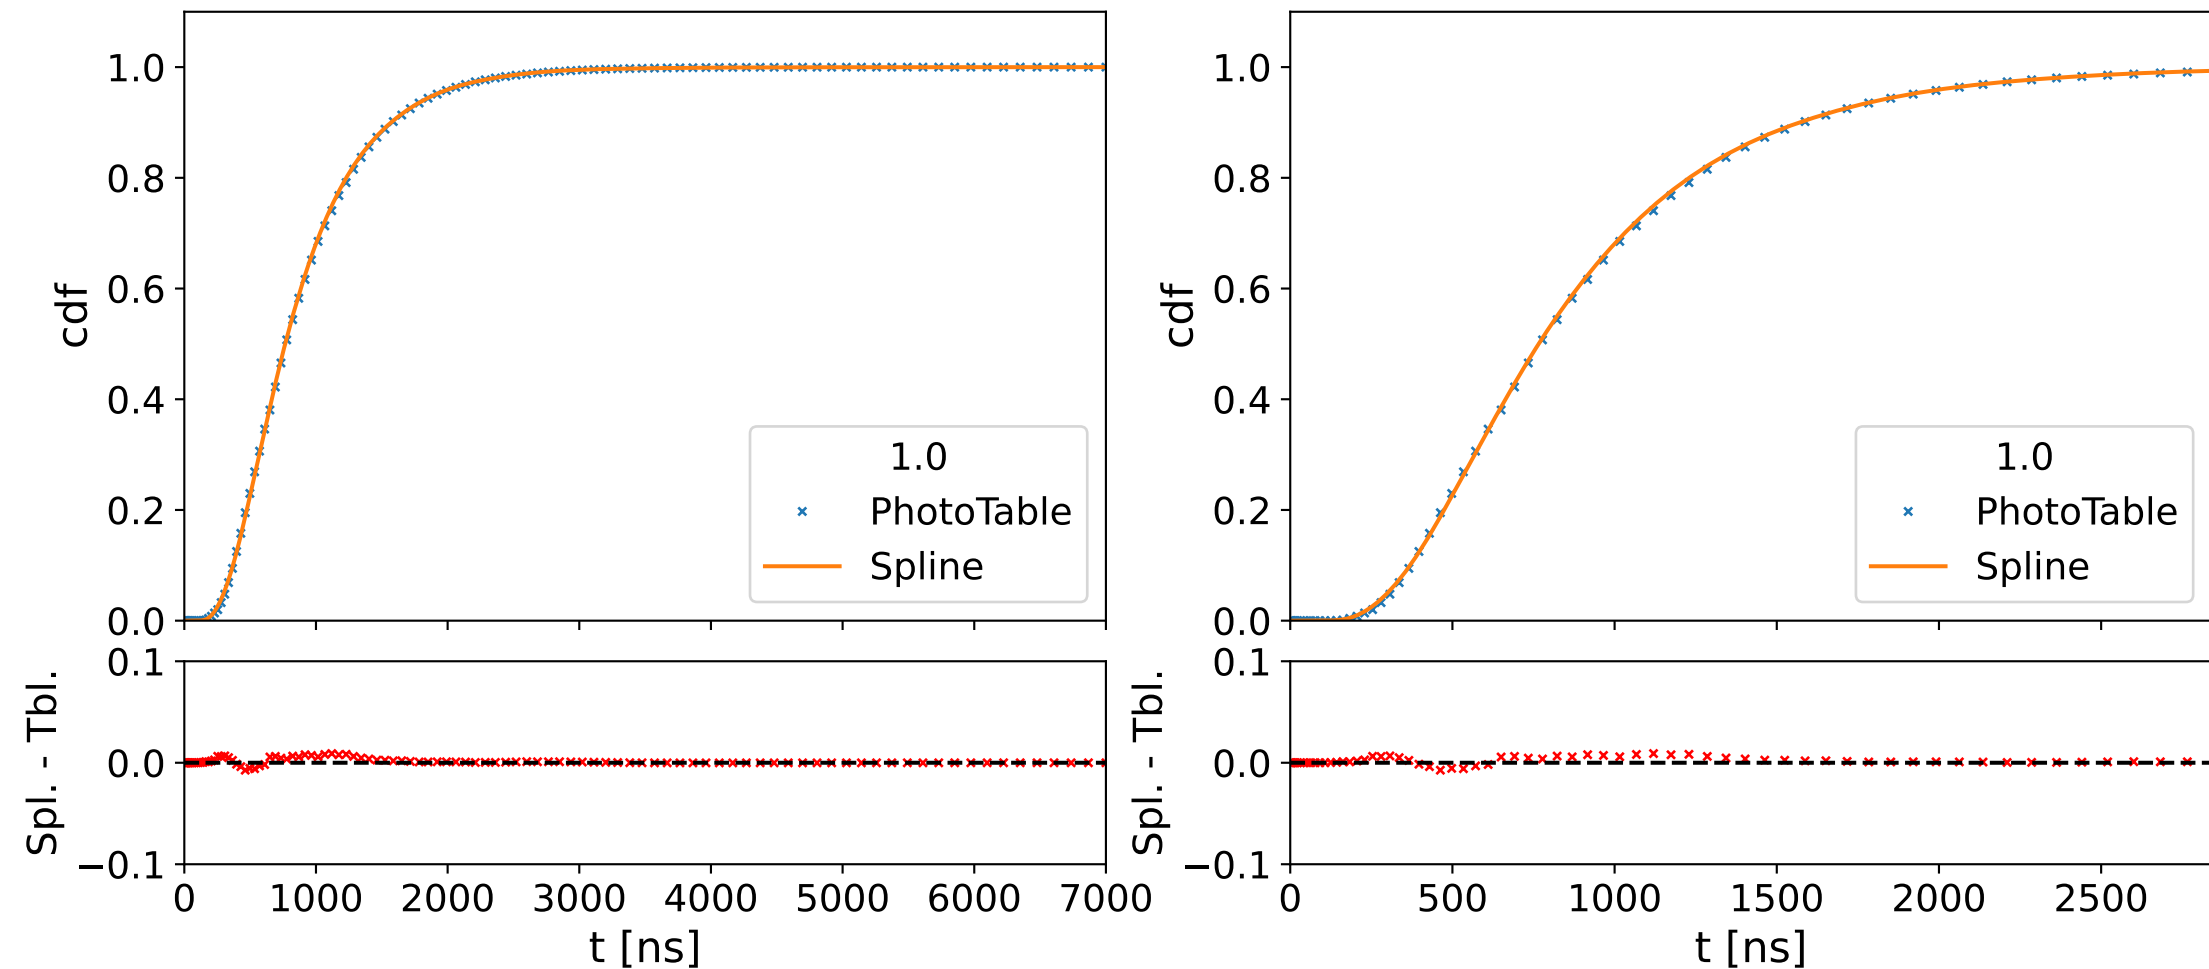 1.0
0.8
0.6
0.4
0.2
0.0
cdf
1.0
PhotoTable
Spline
0.1
0.0
−0.1
Spl. - Tbl.
0 1000 2000 3000 4000 5000 6000 7000
t [ns]
1.0
0.8
0.6
0.4
0.2
0.0
cdf
1.0
PhotoTable
Spline
0.1
0.0
−0.1
Spl. - Tbl.
0 500 1000 1500 2000 2500
t [ns]